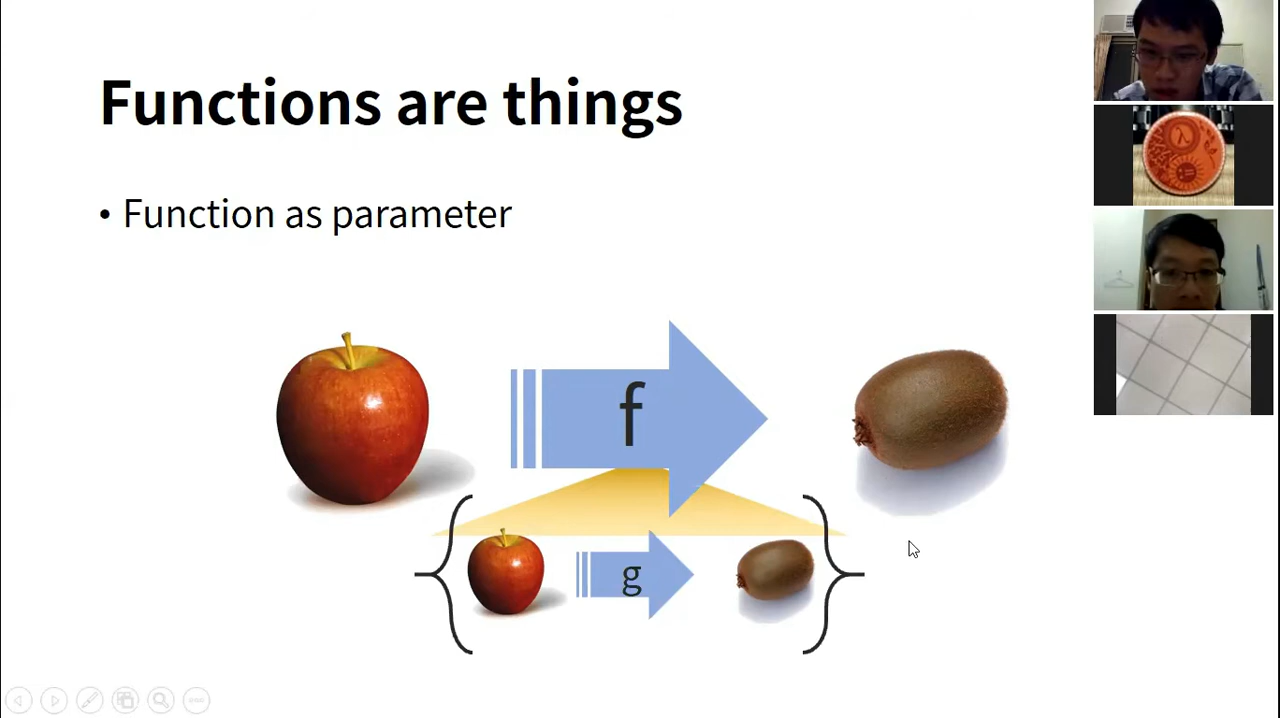 Functions are things
• Function as parameter
f
g
λ